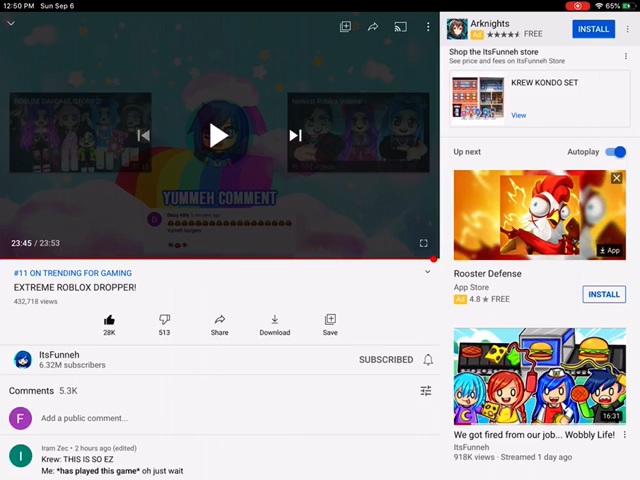 12:50 PM Sun Sep 6
65%
YUMMEH COMMENT
23:45 / 23:53
#11 ON TRENDING FOR GAMING
EXTREME ROBLOX DROPPER!
432,718 views
28K
513
Share
Download
Save
ItsFunneh
6.32M subscribers
SUBSCRIBED
Comments 5.3K
F
Add a public comment...
I
Iram Zec • 2 hours ago (edited)
Krew: THIS IS SO EZ
Me: *has played this game* oh just wait
Arknights
Ad FREE
INSTALL
Shop the ItsFunneh store
See price and fees on ItsFunneh Store
KREW KONDO SET
View
Up next
Autoplay
App
Rooster Defense
App Store
Ad 4.8 ★ FREE
INSTALL
16:31
We got fired from our job... Wobbly Life!
ItsFunneh
918K views · Streamed 1 day ago